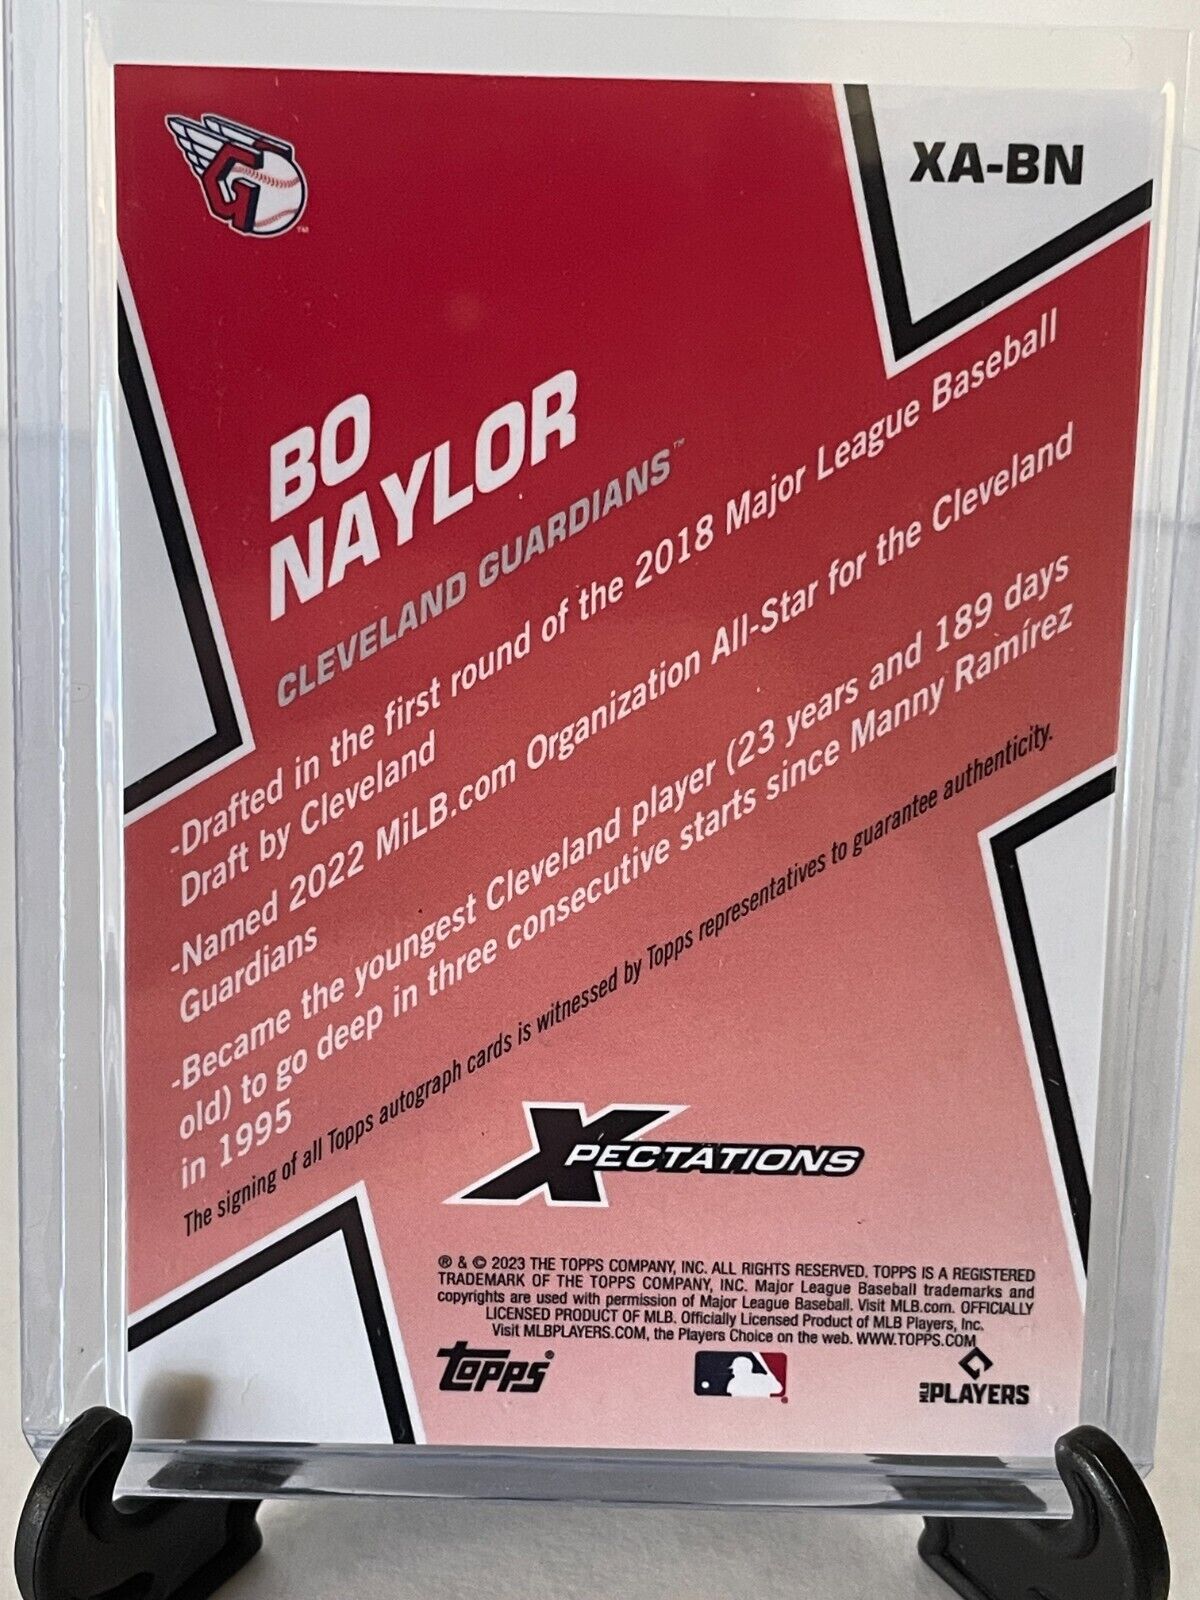 XA-BN
BO
NAYLOR
CLEVELAND GUARDIANS™
-Drafted in the first round of the 2018 Major League Baseball
Draft by Cleveland
-Named 2022 MiLB.com Organization All-Star for the Cleveland
Guardians
-Became the youngest Cleveland player (23 years and 189 days
old) to go deep in three consecutive starts since Manny Ramírez
in 1995
The signing of all Topps autograph cards is witnessed by Topps representatives to guarantee authenticity.
XPECTATIONS
® & © 2023 THE TOPPS COMPANY, INC. ALL RIGHTS RESERVED. TOPPS IS A REGISTERED
TRADEMARK OF THE TOPPS COMPANY, INC. Major League Baseball trademarks and
copyrights are used with permission of Major League Baseball. Visit MLB.com. OFFICIALLY
LICENSED PRODUCT OF MLB. Officially Licensed Product of MLB Players, Inc.
Visit MLBPLAYERS.COM, the Players Choice on the web. WWW.TOPPS.COM
topps®
MLB PLAYERS